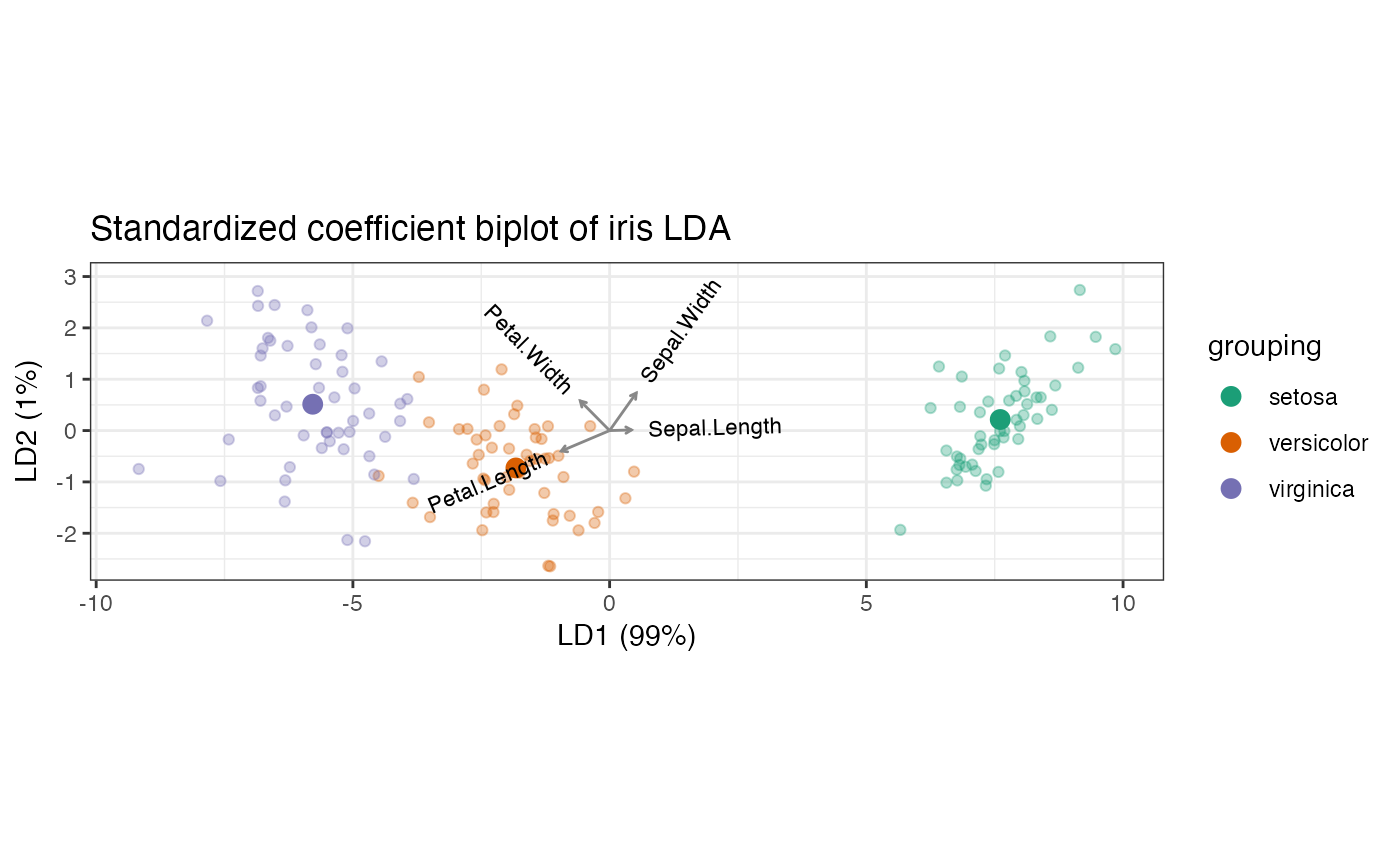 Standardized coefficient biplot of iris LDA
LD2 (1%)
3
2
1
0
-1
-2
Petal.Width
Sepal.Width
Sepal.Length
Petal.Length
-10
-5
0
5
10
LD1 (99%)
grouping
setosa
versicolor
virginica